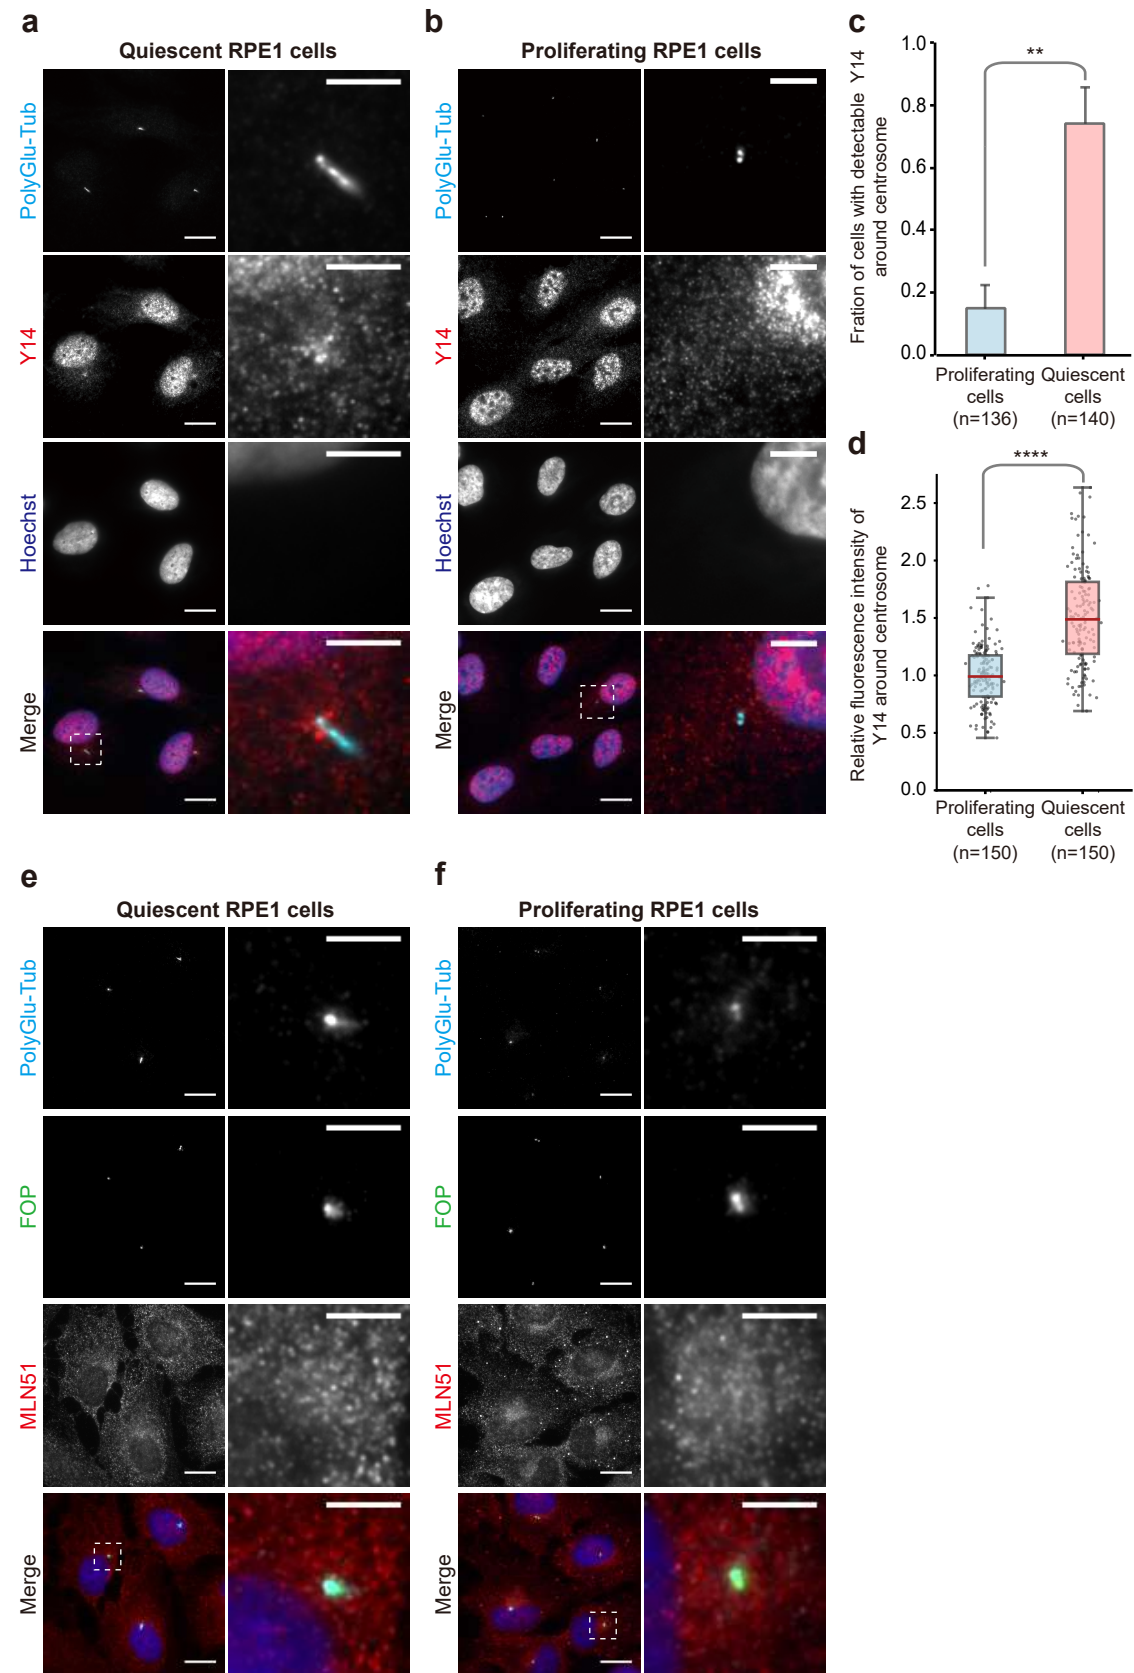 a
Quiescent RPE1 cells
PolyGlu-Tub
Y14
Hoechst
Merge
b
Proliferating RPE1 cells
PolyGlu-Tub
Y14
Hoechst
Merge
c
Fration of cells with detectable Y14
around centrosome
1.0
0.8
0.6
0.4
0.2
0.0
**
Proliferating
cells
(n=136)
Quiescent
cells
(n=140)
d
Relative fluorescence intensity of
Y14 around centrosome
2.5
2.0
1.5
1.0
0.5
0.0
****
Proliferating
cells
(n=150)
Quiescent
cells
(n=150)
e
Quiescent RPE1 cells
PolyGlu-Tub
FOP
MLN51
Merge
f
Proliferating RPE1 cells
PolyGlu-Tub
FOP
MLN51
Merge